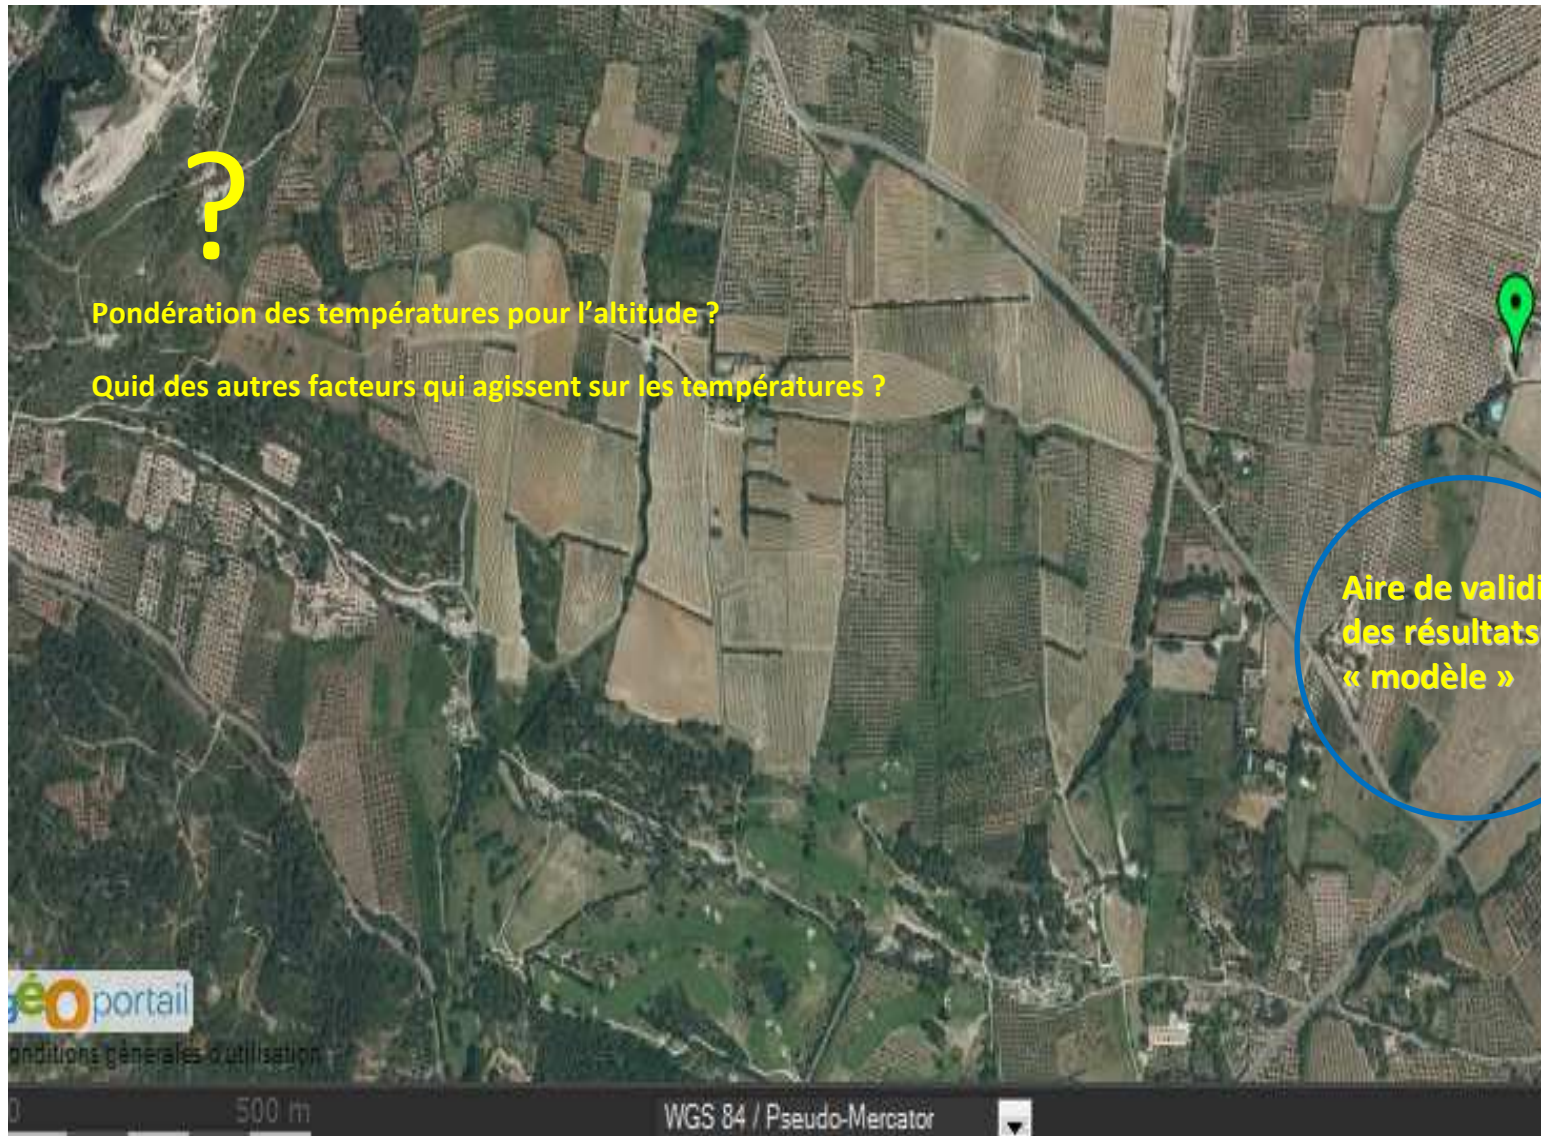 ?
Pondération des températures pour l'altitude ?
Quid des autres facteurs qui agissent sur les températures ?
Aire de validi
des résultats
« modèle »
géoportail
onditions générales d'utilisation
0
500 m
WGS 84 / Pseudo-Mercator